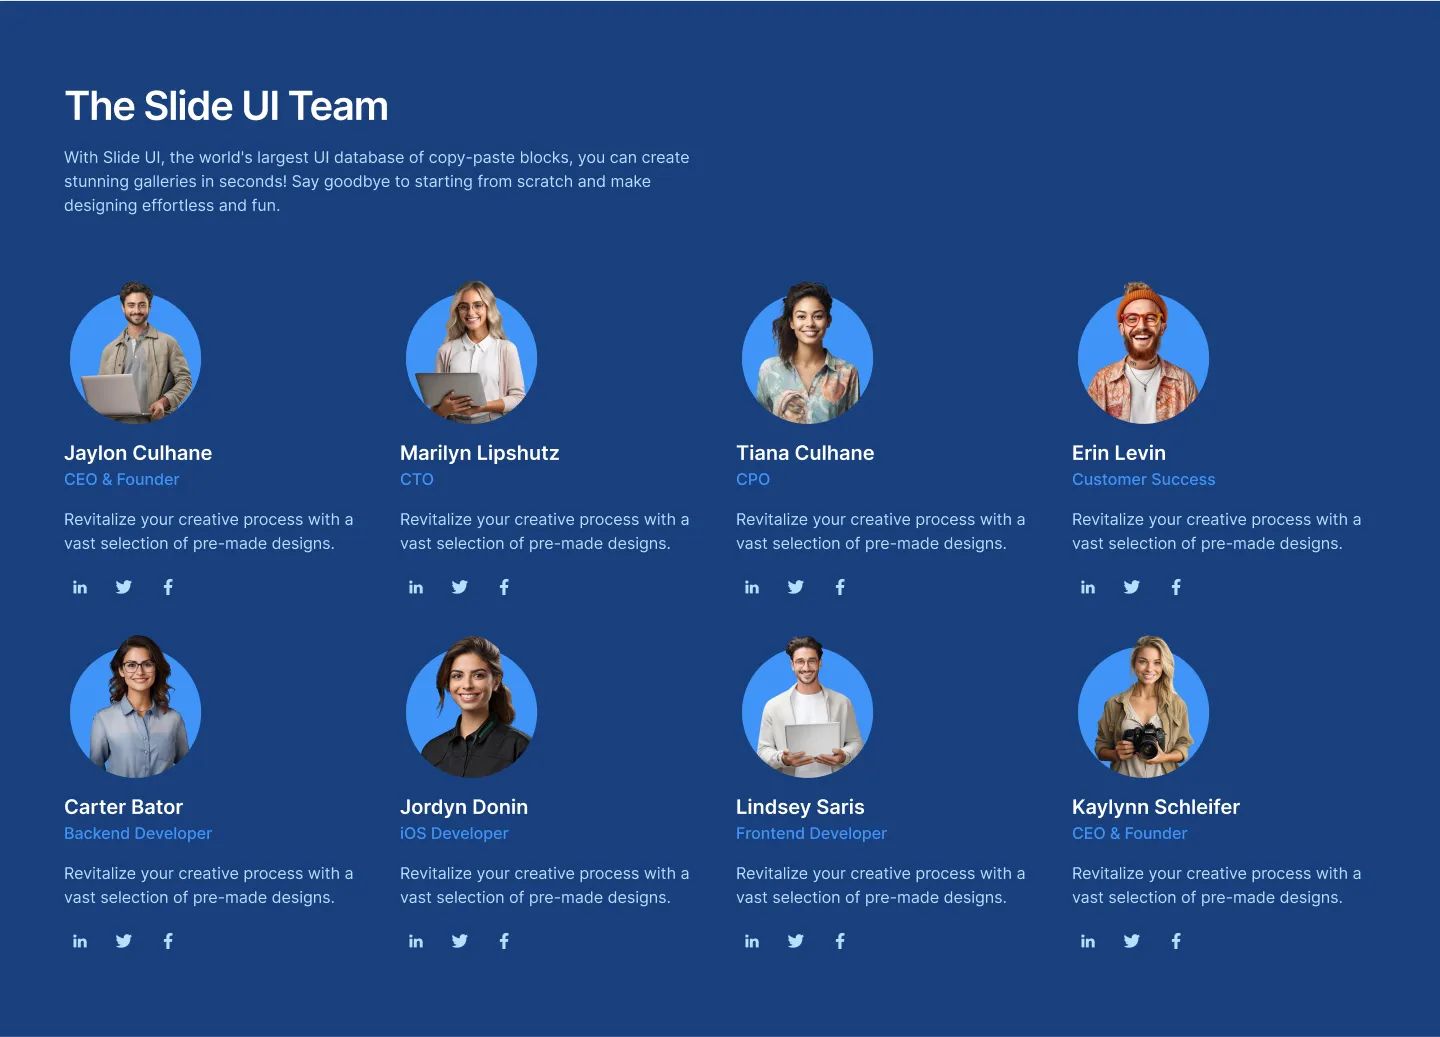 The Slide UI Team
With Slide UI, the world's largest UI database of copy-paste blocks, you can create
stunning galleries in seconds! Say goodbye to starting from scratch and make
designing effortless and fun.
Jaylon Culhane
CEO & Founder
Revitalize your creative process with a
vast selection of pre-made designs.
in
Marilyn Lipshutz
CTO
Revitalize your creative process with a
vast selection of pre-made designs.
in
Tiana Culhane
CPO
Revitalize your creative process with a
vast selection of pre-made designs.
in
Erin Levin
Customer Success
Revitalize your creative process with a
vast selection of pre-made designs.
in
Carter Bator
Backend Developer
Revitalize your creative process with a
vast selection of pre-made designs.
in
Jordyn Donin
iOS Developer
Revitalize your creative process with a
vast selection of pre-made designs.
in
Lindsey Saris
Frontend Developer
Revitalize your creative process with a
vast selection of pre-made designs.
in
Kaylynn Schleifer
CEO & Founder
Revitalize your creative process with a
vast selection of pre-made designs.
in